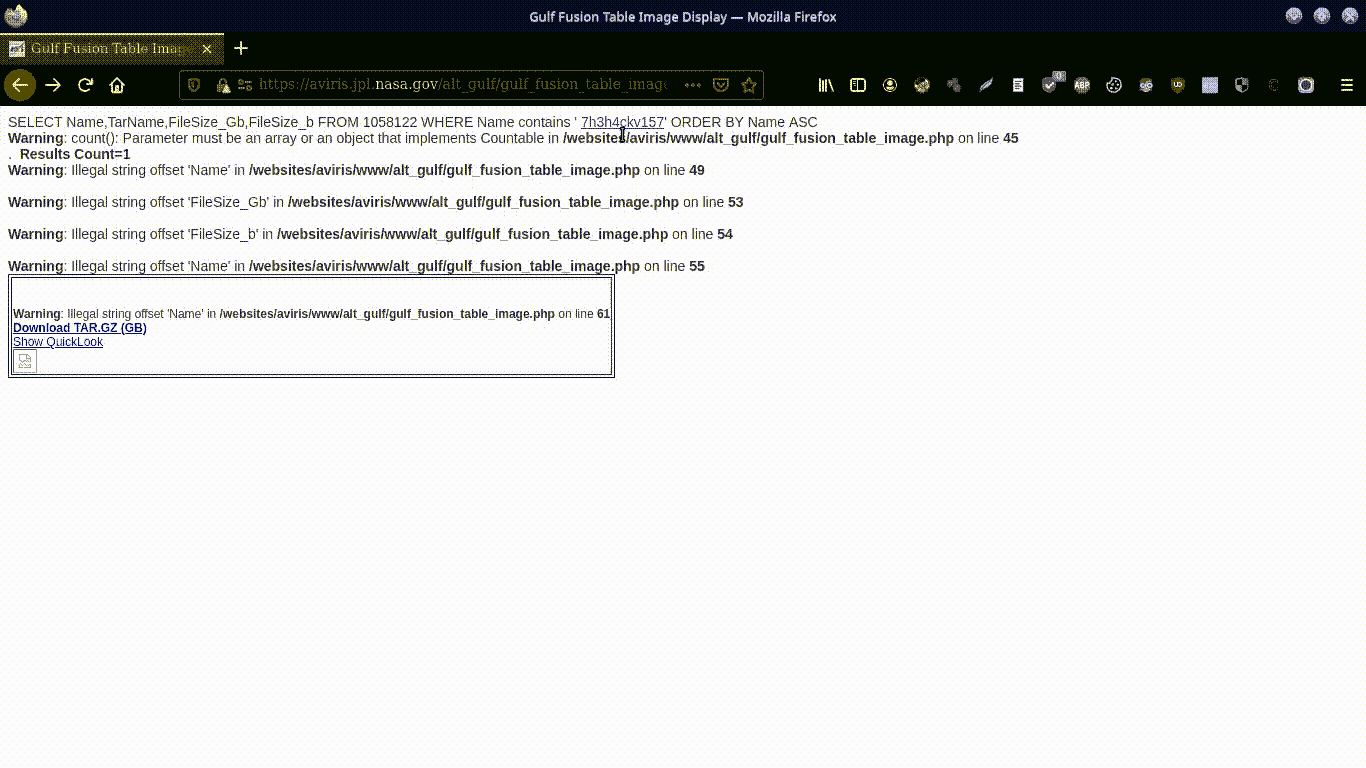 Gulf Fusion Table Image Display — Mozilla Firefox
Gulf Fusion Table Imag
https://aviris.jpl.nasa.gov/alt_gulf/gulf_fusion_table_imag
SELECT Name,TarName,FileSize_Gb,FileSize_b FROM 1058122 WHERE Name contains ' 7h3h4ckv157' ORDER BY Name ASC
Warning: count(): Parameter must be an array or an object that implements Countable in /websites/aviris/www/alt_gulf/gulf_fusion_table_image.php on line 45
. Results Count=1
Warning: Illegal string offset 'Name' in /websites/aviris/www/alt_gulf/gulf_fusion_table_image.php on line 49
Warning: Illegal string offset 'FileSize_Gb' in /websites/aviris/www/alt_gulf/gulf_fusion_table_image.php on line 53
Warning: Illegal string offset 'FileSize_b' in /websites/aviris/www/alt_gulf/gulf_fusion_table_image.php on line 54
Warning: Illegal string offset 'Name' in /websites/aviris/www/alt_gulf/gulf_fusion_table_image.php on line 55
Warning: Illegal string offset 'Name' in /websites/aviris/www/alt_gulf/gulf_fusion_table_image.php on line 61
Download TAR.GZ (GB)
Show QuickLook